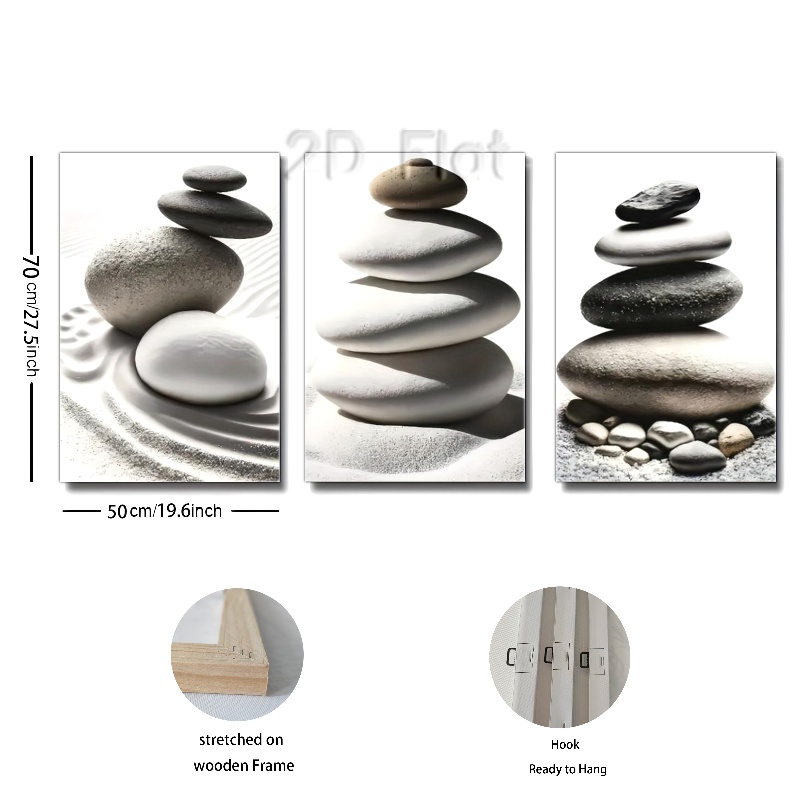 2D Flat
70 cm/27.5inch
50cm/19.6inch
stretched on
wooden Frame
Hook
Ready to Hang